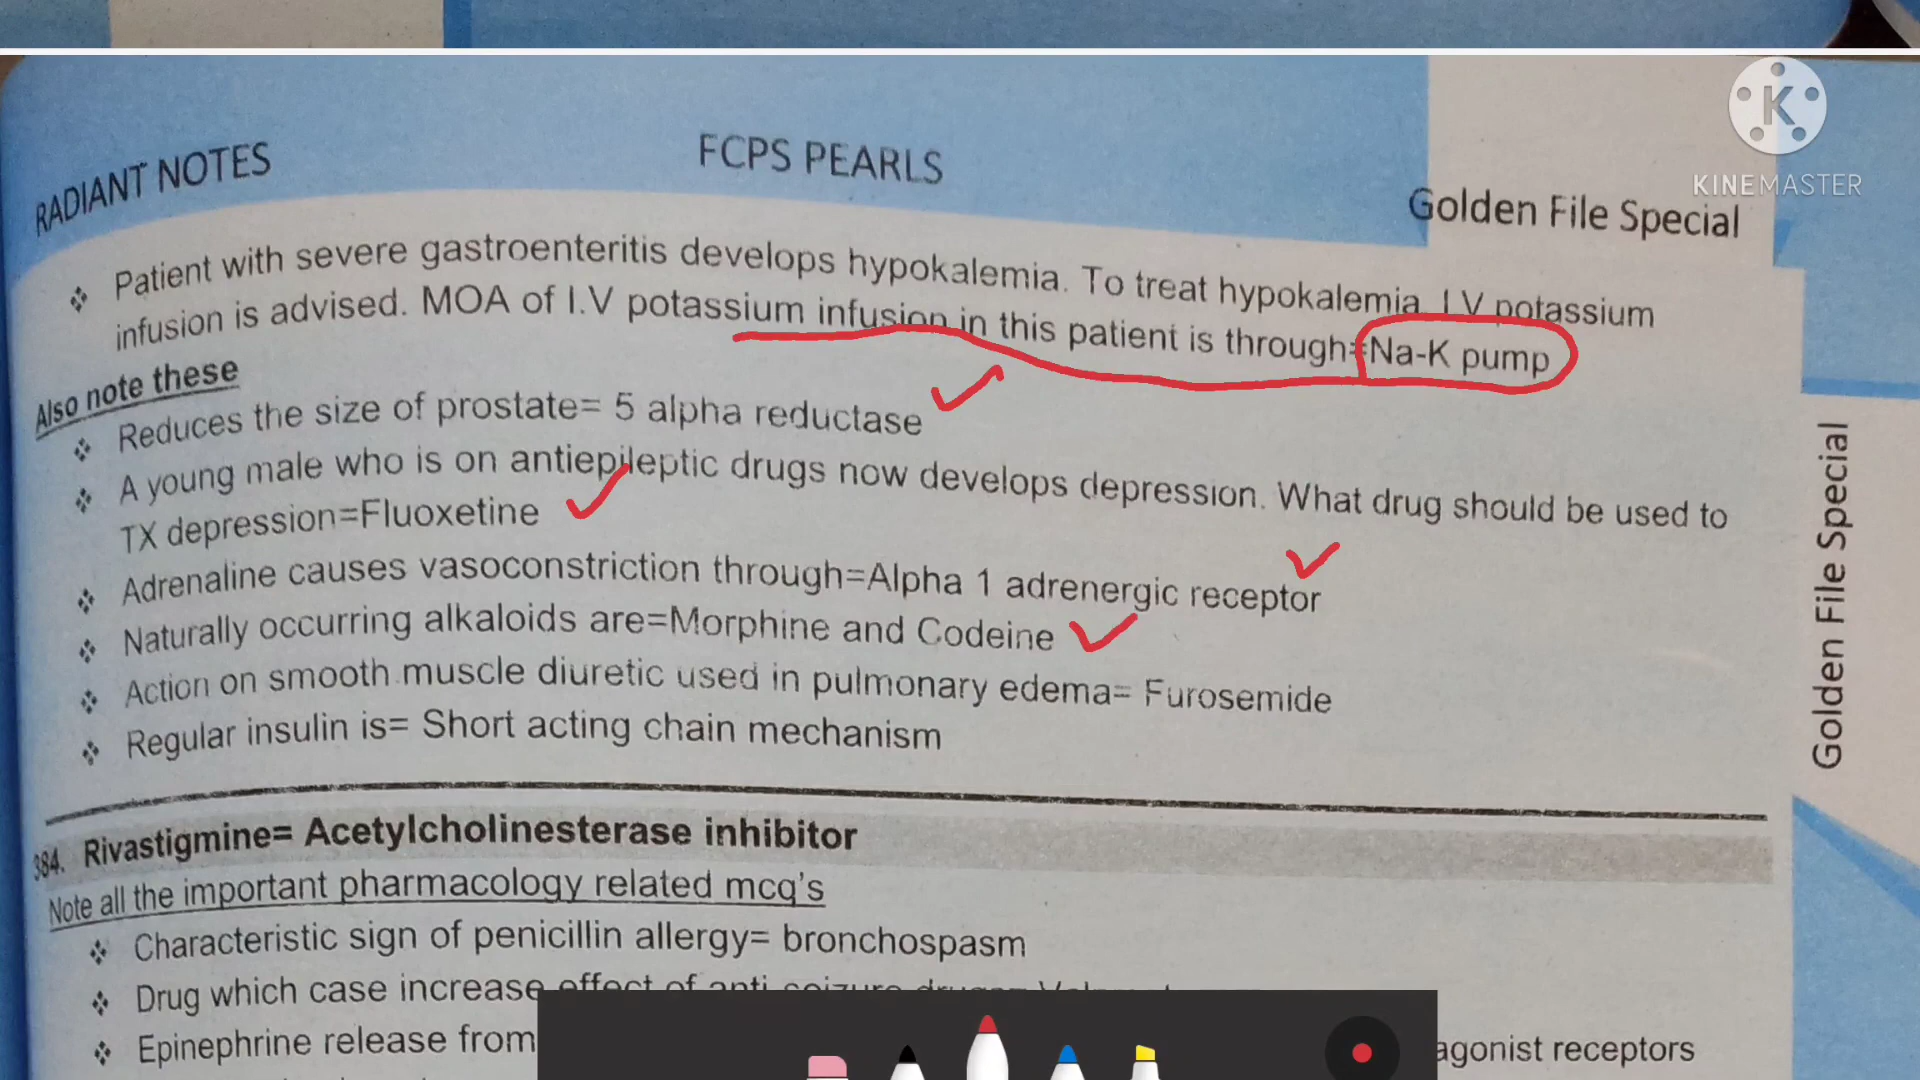 RADIANT NOTES
FCPS PEARLS
Golden File Special
KINEMASTER
❖ Patient with severe gastroenteritis develops hypokalemia. To treat hypokalemia I.V potassium
infusion is advised. MOA of I.V potassium infusion in this patient is through=Na-K pump
Also note these
❖ Reduces the size of prostate= 5 alpha reductase
❖ A young male who is on antiepileptic drugs now develops depression. What drug should be used to
TX depression=Fluoxetine
❖ Adrenaline causes vasoconstriction through=Alpha 1 adrenergic receptor
❖ Naturally occurring alkaloids are=Morphine and Codeine
❖ Action on smooth muscle diuretic used in pulmonary edema= Furosemide
❖ Regular insulin is= Short acting chain mechanism
Golden File Special
384. Rivastigmine= Acetylcholinesterase inhibitor
Note all the important pharmacology related mcq's
❖ Characteristic sign of penicillin allergy= bronchospasm
❖ Drug which case increase effect of anti
❖ Epinephrine release from agonist receptors